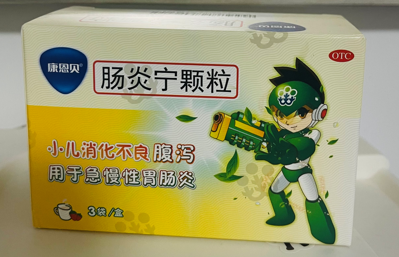 康恩贝
肠炎宁颗粒
OTC
小儿消化不良 腹泻
用于急慢性胃肠炎
3袋/盒